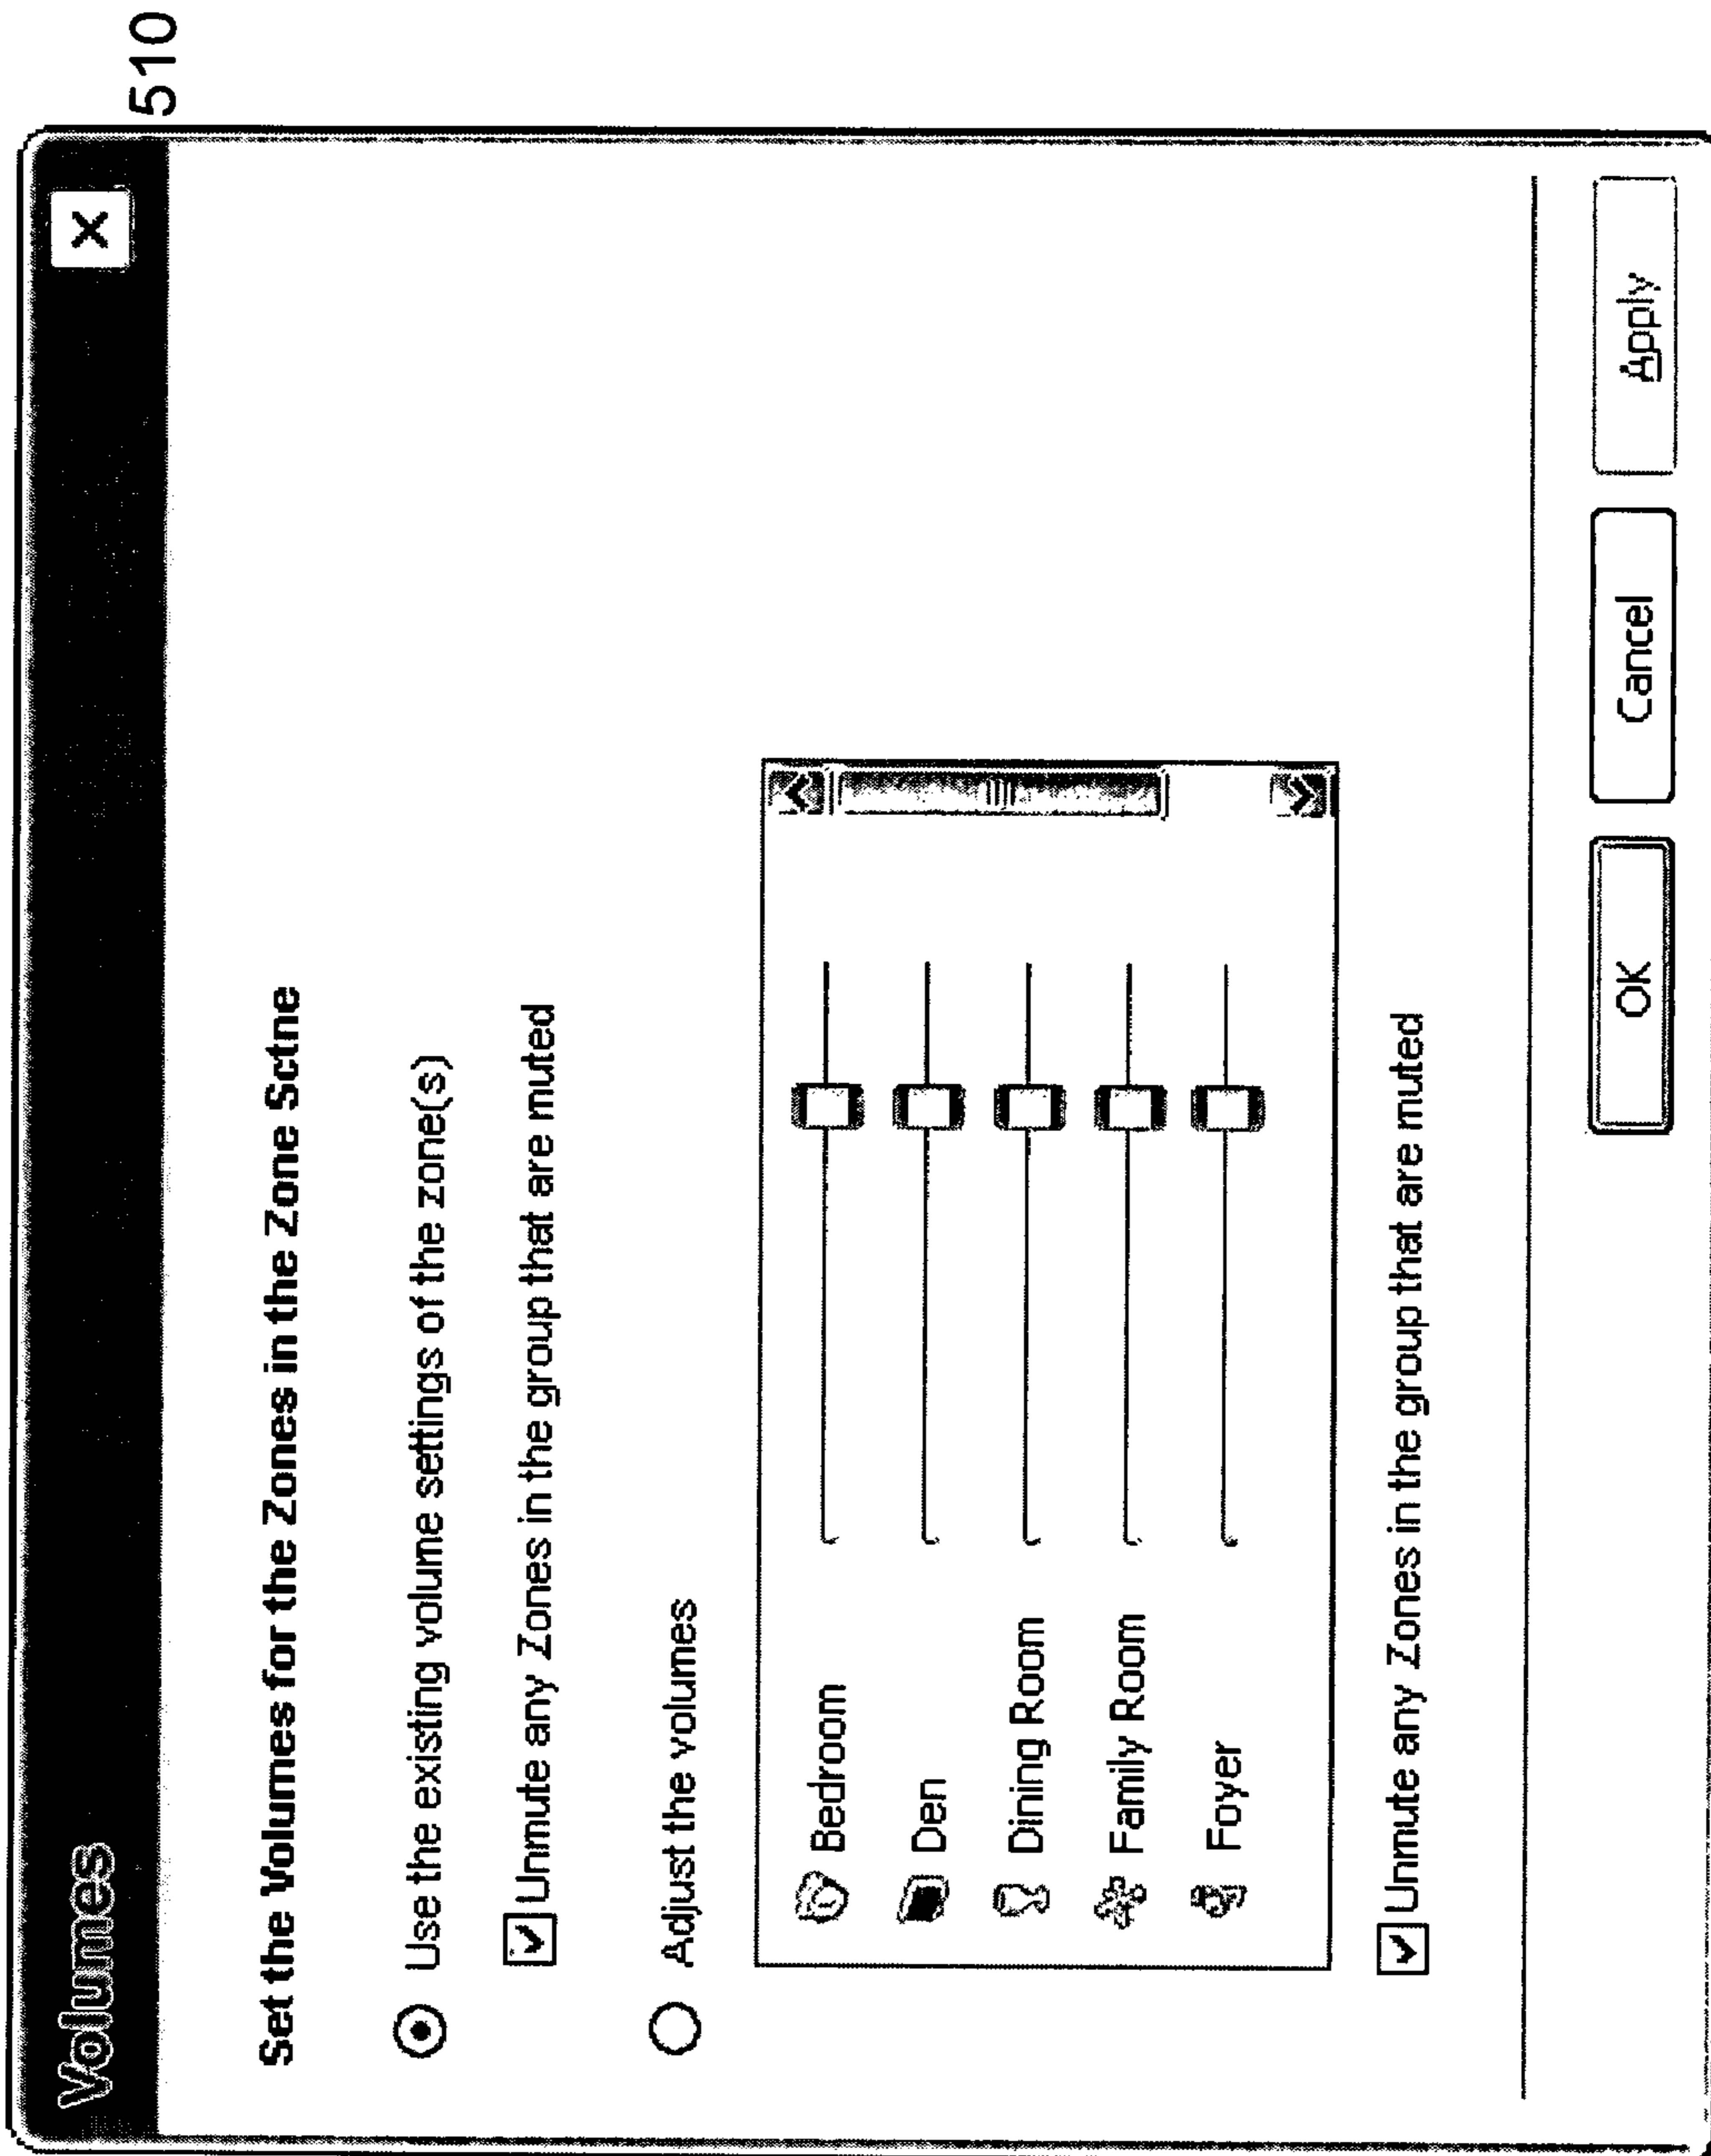 510
Volumes
Set the Volumes for the Zones in the Zone Sctne
Use the existing volume settings of the zone(s)
Unmute any Zones in the group that are muted
Adjust the volumes
Bedroom
Den
Dining Room
Family Room
Foyer
Unmute any Zones in the group that are muted
OK Cancel Apply